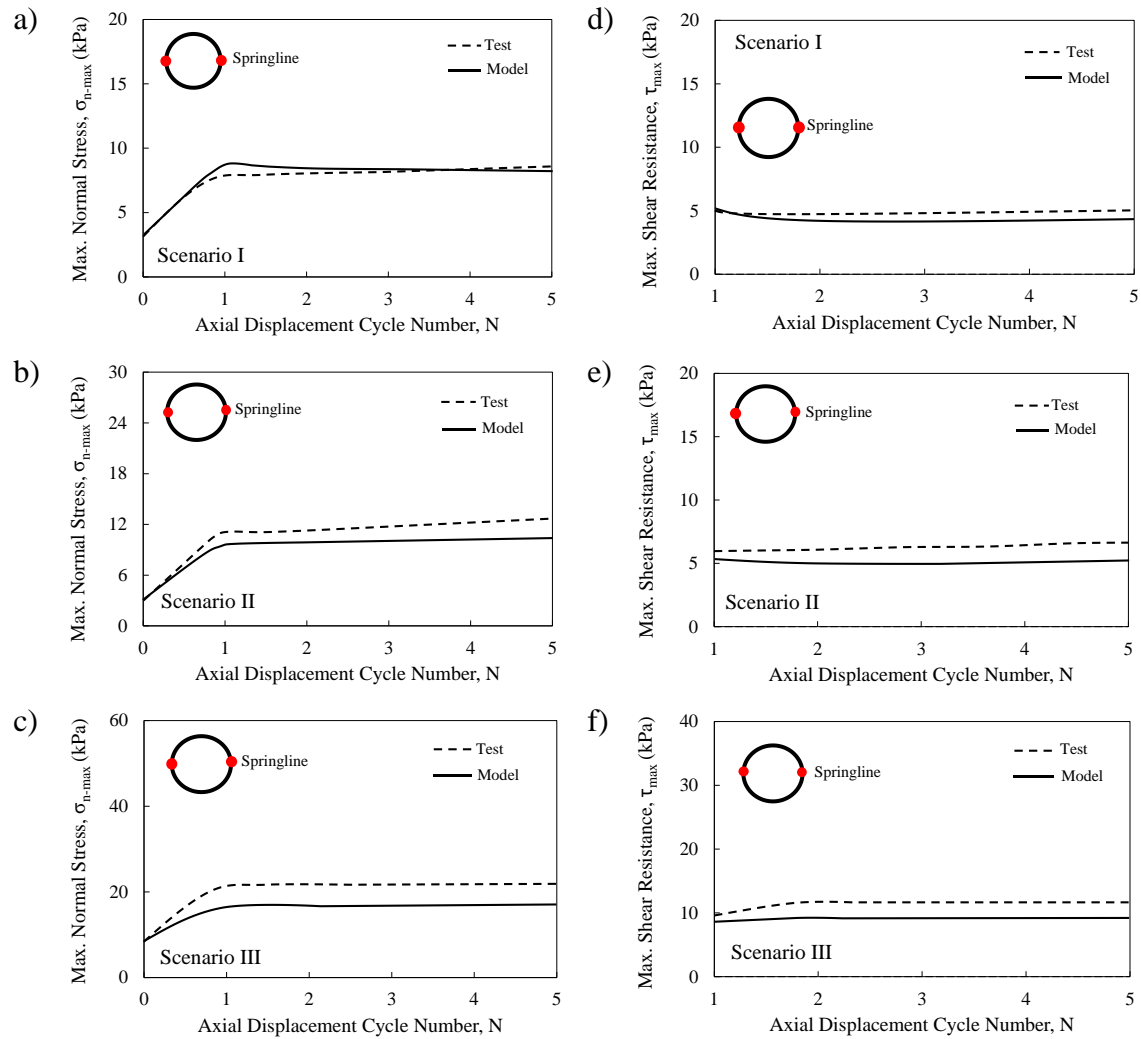 a)
Max. Normal Stress, σn-max (kPa)
20
15
10
5
0
Springline
Test
Model
Scenario I
0 1 2 3 4 5
Axial Displacement Cycle Number, N
d)
Max. Shear Resistance, τmax (kPa)
20
15
10
5
0
Scenario I
Test
Model
Springline
1 2 3 4 5
Axial Displacement Cycle Number, N
b)
Max. Normal Stress, σn-max (kPa)
30
24
18
12
6
0
Springline
Test
Model
Scenario II
0 1 2 3 4 5
Axial Displacement Cycle Number, N
e)
Max. Shear Resistance, τmax (kPa)
20
15
10
5
0
Springline
Test
Model
Scenario II
1 2 3 4 5
Axial Displacement Cycle Number, N
c)
Max. Normal Stress, σn-max (kPa)
60
40
20
0
Springline
Test
Model
Scenario III
0 1 2 3 4 5
Axial Displacement Cycle Number, N
f)
Max. Shear Resistance, τmax (kPa)
40
30
20
10
0
Springline
Test
Model
Scenario III
1 2 3 4 5
Axial Displacement Cycle Number, N